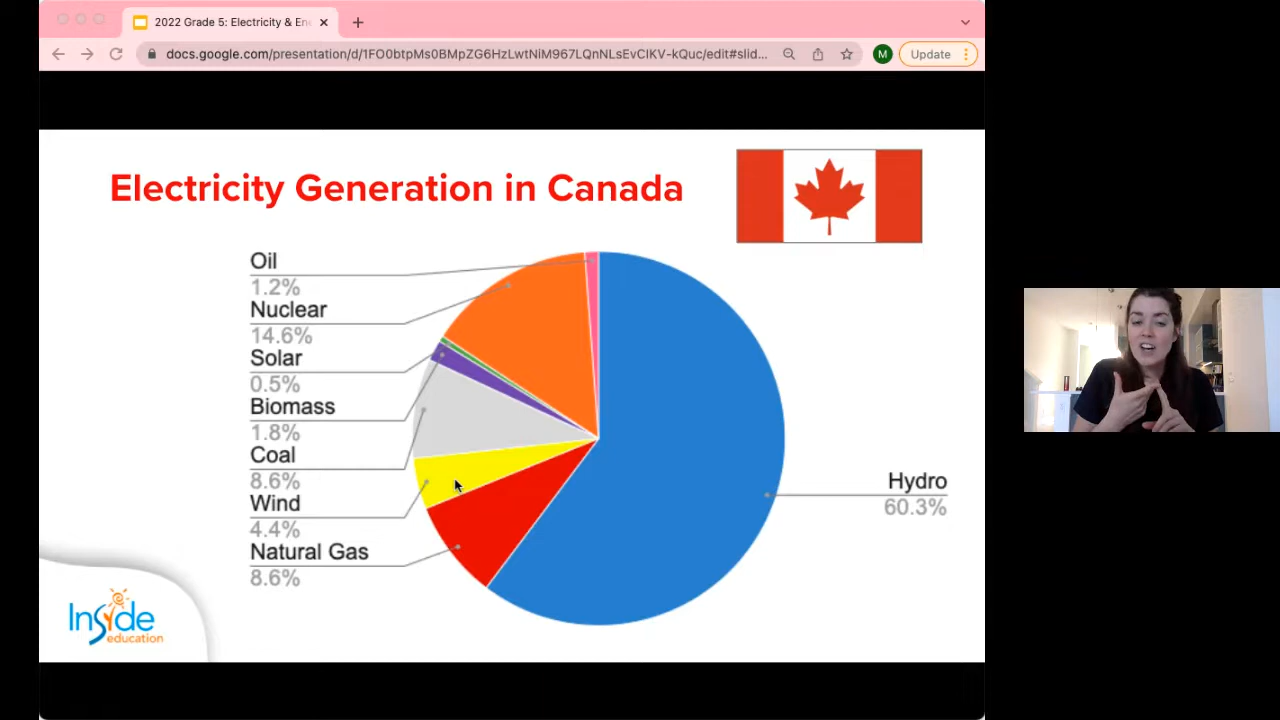 2022 Grade 5: Electricity & En
docs.google.com/presentation/d/1FO0btpMs0BMpZG6HzLwtNiM967LQnNLsEvCIKV-kQuc/edit#slid...
M
Update
Electricity Generation in Canada
Oil
1.2%
Nuclear
14.6%
Solar
0.5%
Biomass
1.8%
Coal
8.6%
Wind
4.4%
Natural Gas
8.6%
Hydro
60.3%
Inside
education